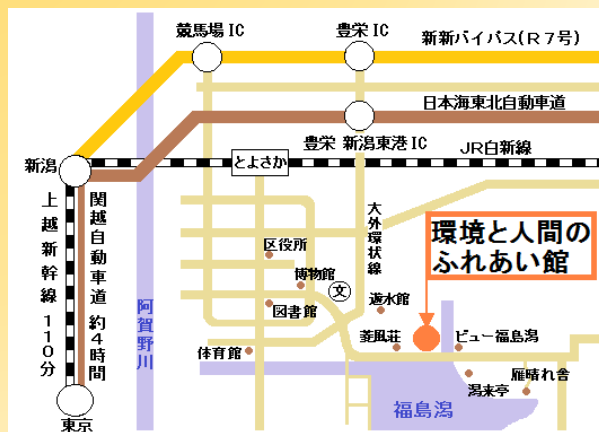 競馬場 IC
豊栄 IC
新新バイパス(R7号)
日本海東北自動車道
豊栄 新潟東港 IC
JR白新線
新潟
とよさか
上越新幹線 110分
関越自動車道 約4時間
東京
阿賀野川
大外環状線
区役所
博物館
文
図書館
体育館
遊水館
菱風荘
環境と人間の
ふれあい館
ビュー福島潟
雁晴れ舎
潟来亭
福島潟